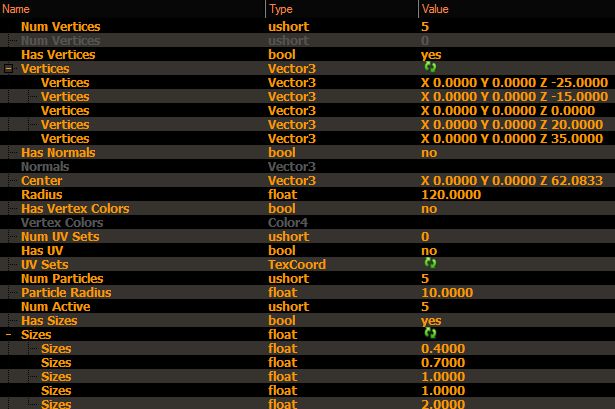 Name Type Value
Num Vertices ushort 5
Num Vertices ushort 0
Has Vertices bool yes
Vertices Vector3
Vertices Vector3 X 0.0000 Y 0.0000 Z -25.0000
Vertices Vector3 X 0.0000 Y 0.0000 Z -15.0000
Vertices Vector3 X 0.0000 Y 0.0000 Z 0.0000
Vertices Vector3 X 0.0000 Y 0.0000 Z 20.0000
Vertices Vector3 X 0.0000 Y 0.0000 Z 35.0000
Has Normals bool no
Normals Vector3
Center Vector3 X 0.0000 Y 0.0000 Z 62.0833
Radius float 120.0000
Has Vertex Colors bool no
Vertex Colors Color4
Num UV Sets ushort 0
Has UV bool no
UV Sets TexCoord
Num Particles ushort 5
Particle Radius float 10.0000
Num Active ushort 5
Has Sizes bool yes
Sizes float
Sizes float 0.4000
Sizes float 0.7000
Sizes float 1.0000
Sizes float 1.0000
Sizes float 2.0000